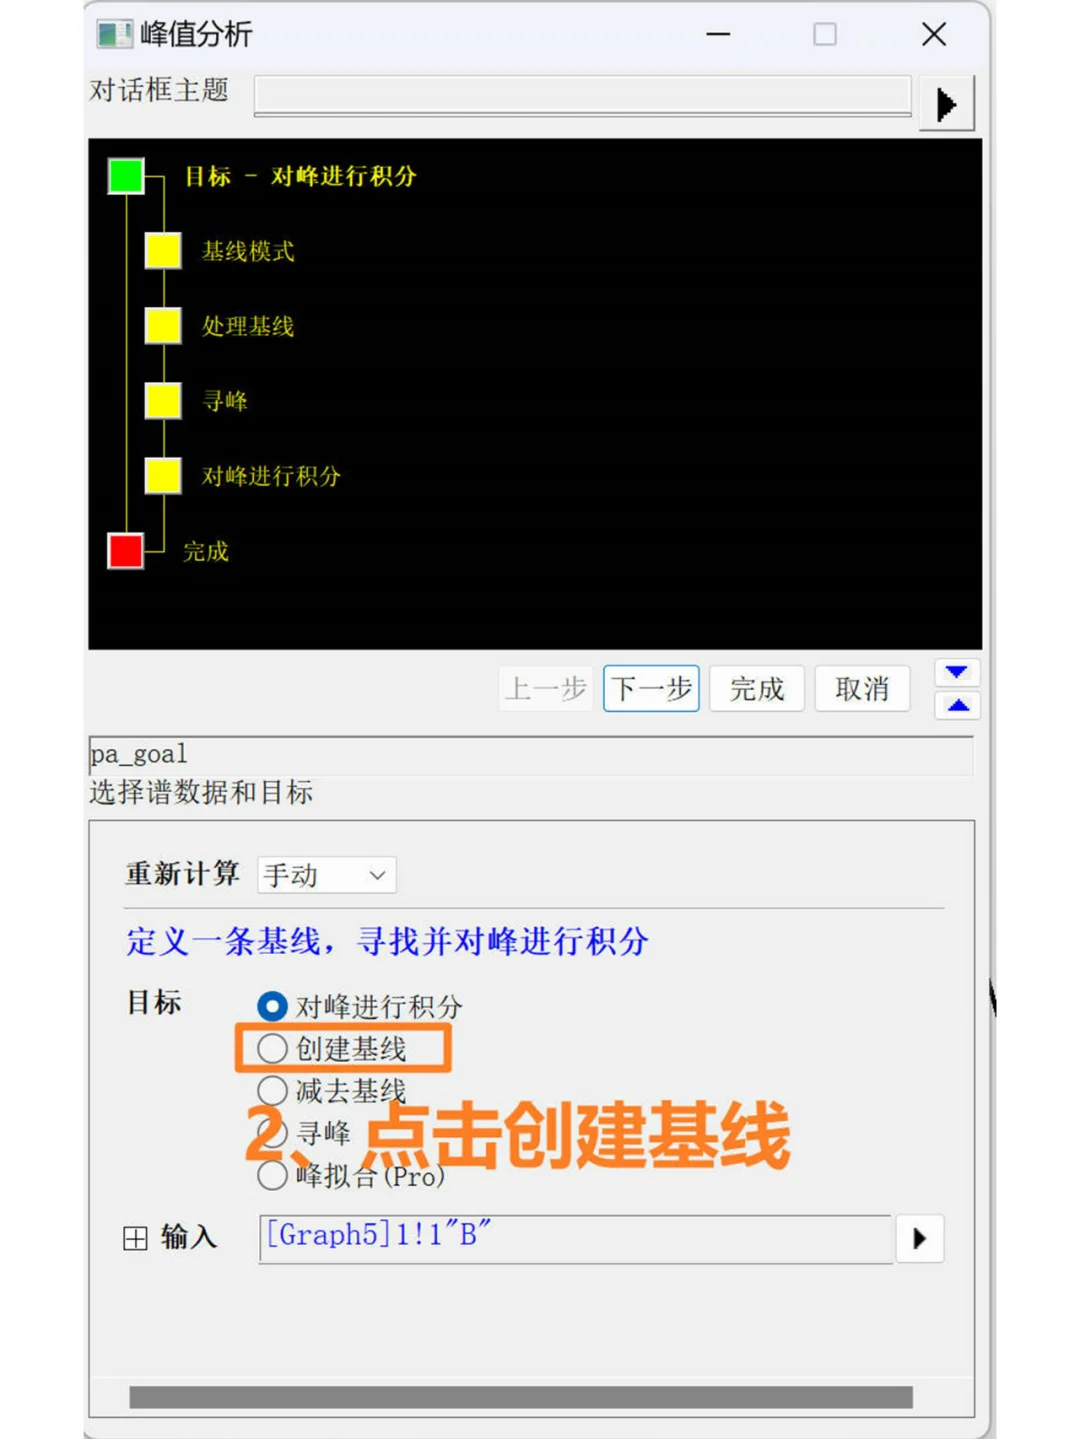 峰值分析
对话框主题
目标 - 对峰进行积分
基线模式
处理基线
寻峰
对峰进行积分
完成
上一步 下一步 完成 取消
pa_goal
选择谱数据和目标
重新计算 手动
定义一条基线，寻找并对峰进行积分
目标 对峰进行积分
创建基线
减去基线
2、点击创建基线
寻峰
峰拟合(Pro)
输入 [Graph5]1!1"B"